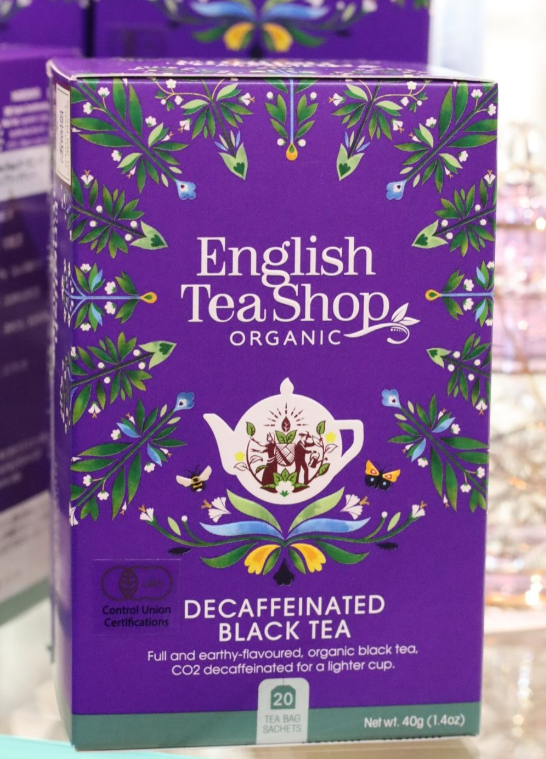 English
Tea Shop
ORGANIC
Control Union
Certifications
DECAFFEINATED
BLACK TEA
Full and earthy-flavoured, organic black tea,
CO2 decaffeinated for a lighter cup.
20
TEA BAG
SACHETS
Net wt. 40g (1.4oz)